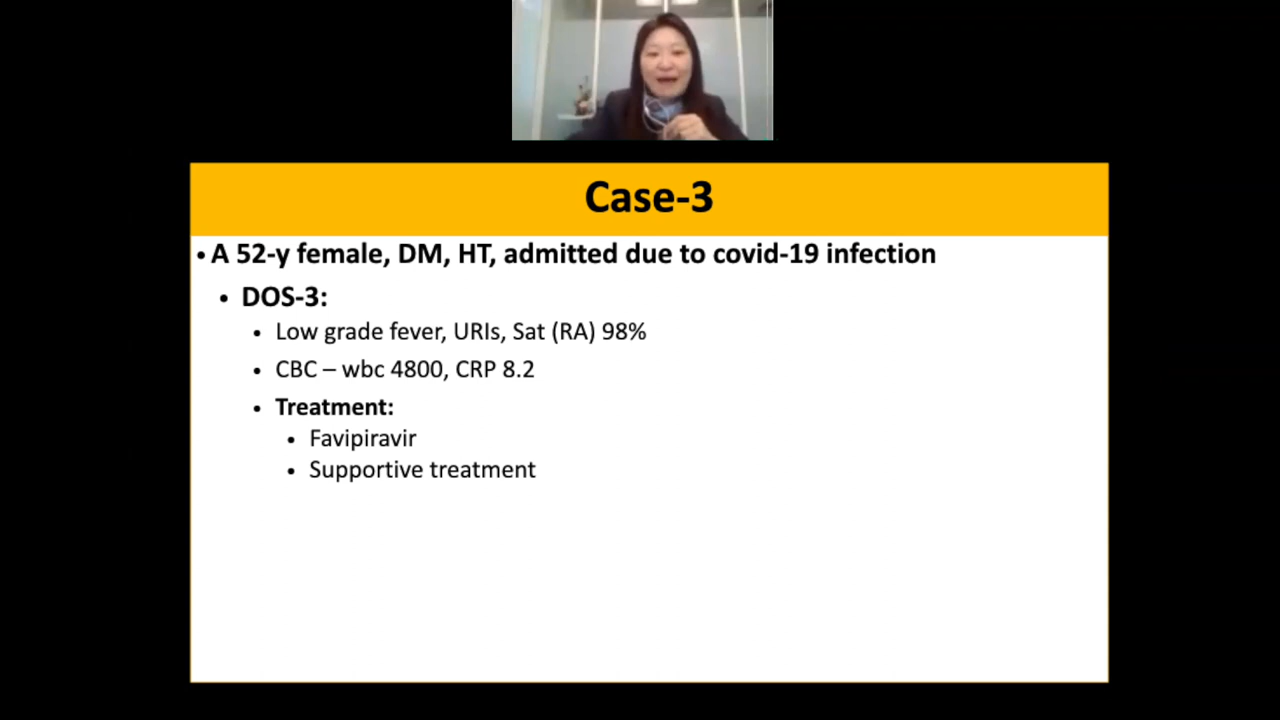 Case-3
• A 52-y female, DM, HT, admitted due to covid-19 infection
• DOS-3:
• Low grade fever, URIs, Sat (RA) 98%
• CBC – wbc 4800, CRP 8.2
• Treatment:
• Favipiravir
• Supportive treatment